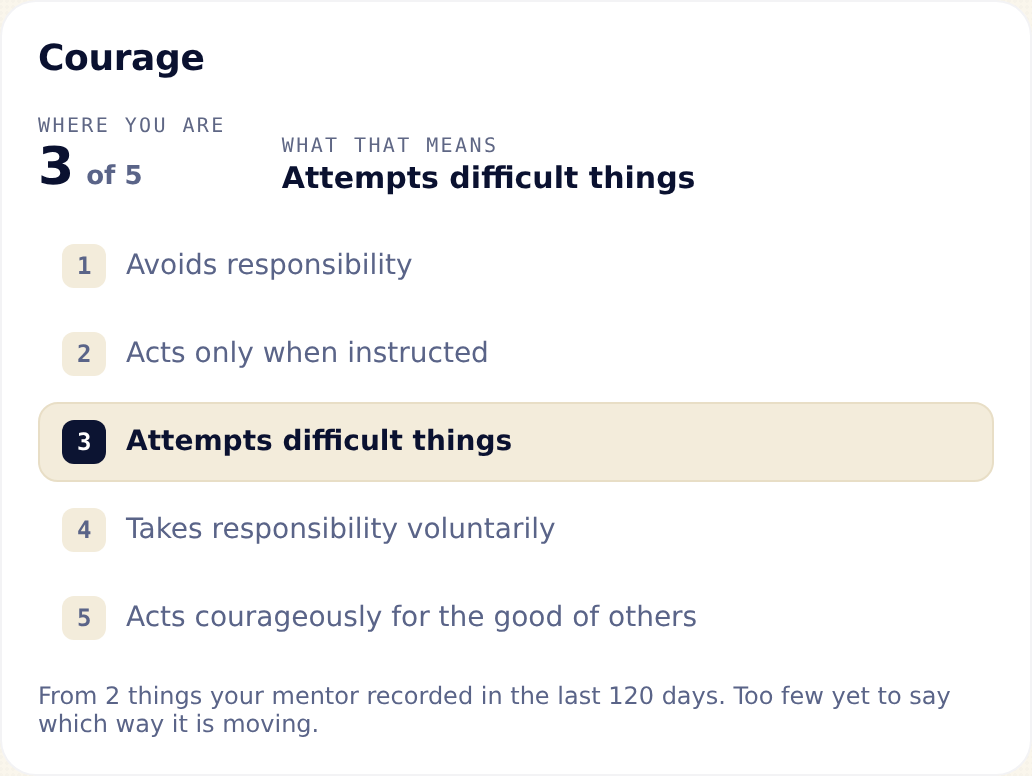 Courage
WHERE YOU ARE
3 of 5
WHAT THAT MEANS
Attempts difficult things
1 Avoids responsibility
2 Acts only when instructed
3 Attempts difficult things
4 Takes responsibility voluntarily
5 Acts courageously for the good of others
From 2 things your mentor recorded in the last 120 days. Too few yet to say
which way it is moving.